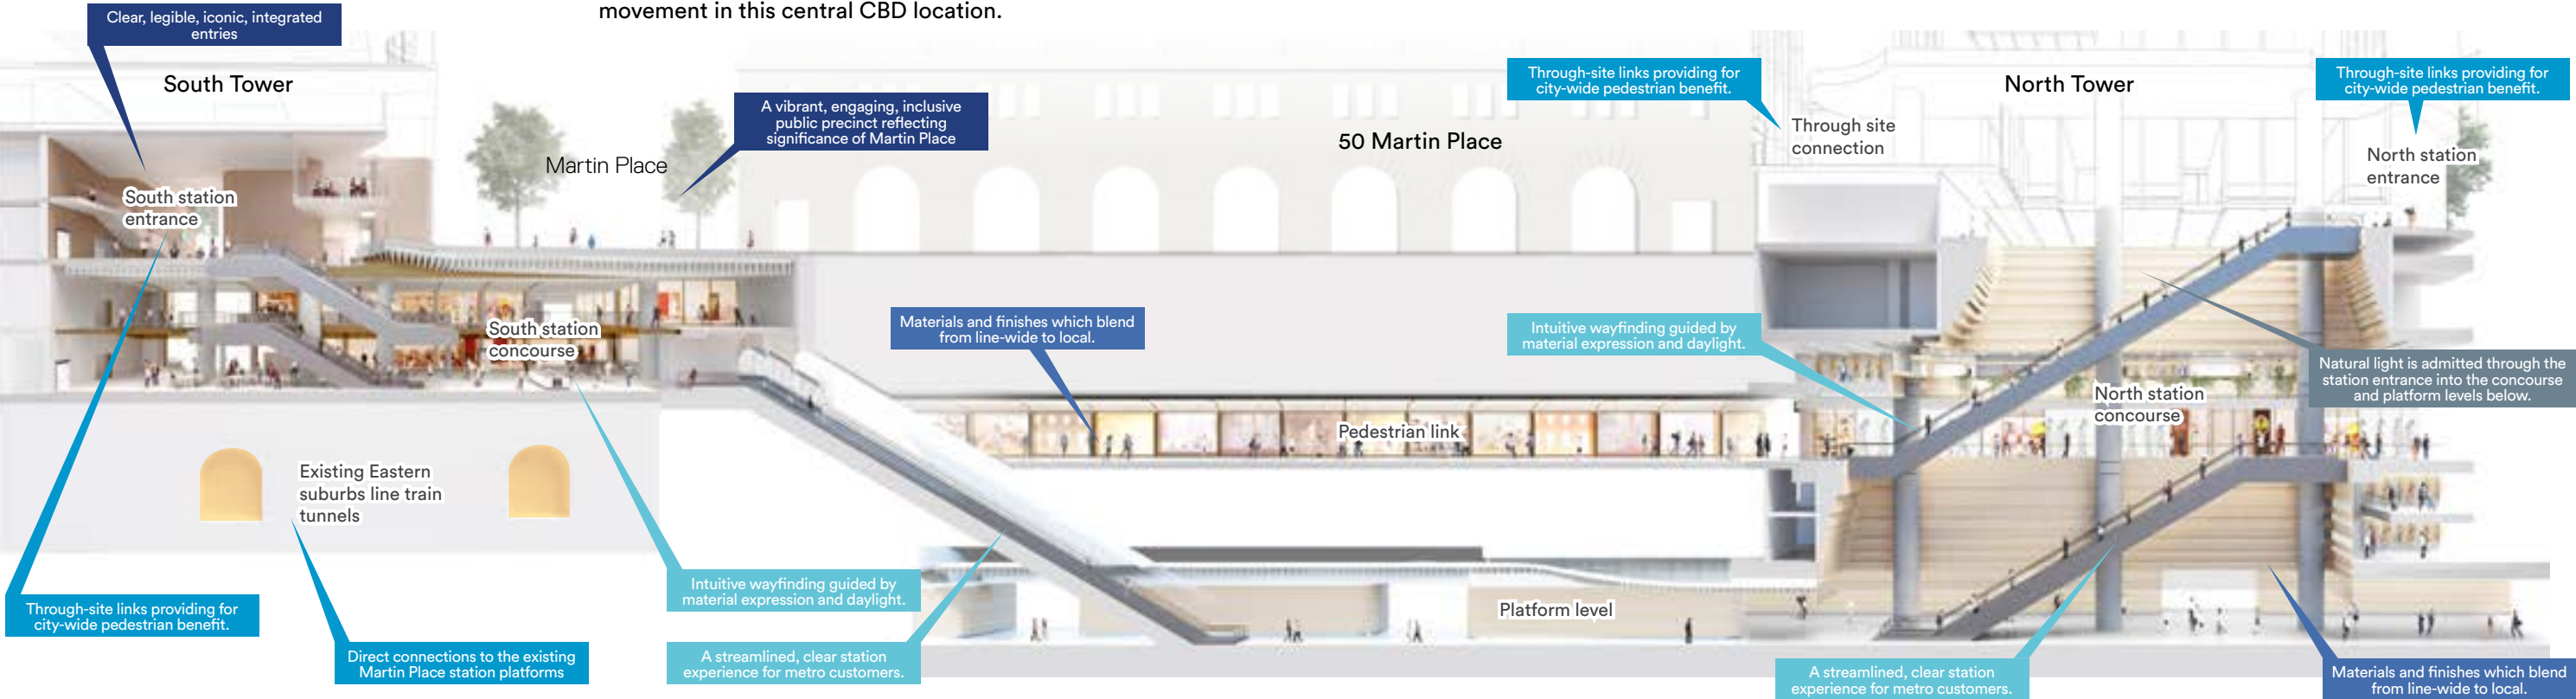 movement in this central CBD location.
Clear, legible, iconic, integrated
entries
South Tower
Martin Place
A vibrant, engaging, inclusive
public precinct reflecting
significance of Martin Place
50 Martin Place
Through-site links providing for
city-wide pedestrian benefit.
Through site
connection
North Tower
Through-site links providing for
city-wide pedestrian benefit.
North station
entrance
South station
entrance
South station
concourse
Materials and finishes which blend
from line-wide to local.
Intuitive wayfinding guided by
material expression and daylight.
Natural light is admitted through the
station entrance into the concourse
and platform levels below.
North station
concourse
Pedestrian link
Existing Eastern
suburbs line train
tunnels
Through-site links providing for
city-wide pedestrian benefit.
Direct connections to the existing
Martin Place station platforms
Intuitive wayfinding guided by
material expression and daylight.
A streamlined, clear station
experience for metro customers.
Platform level
A streamlined, clear station
experience for metro customers.
Materials and finishes which blend
from line-wide to local.